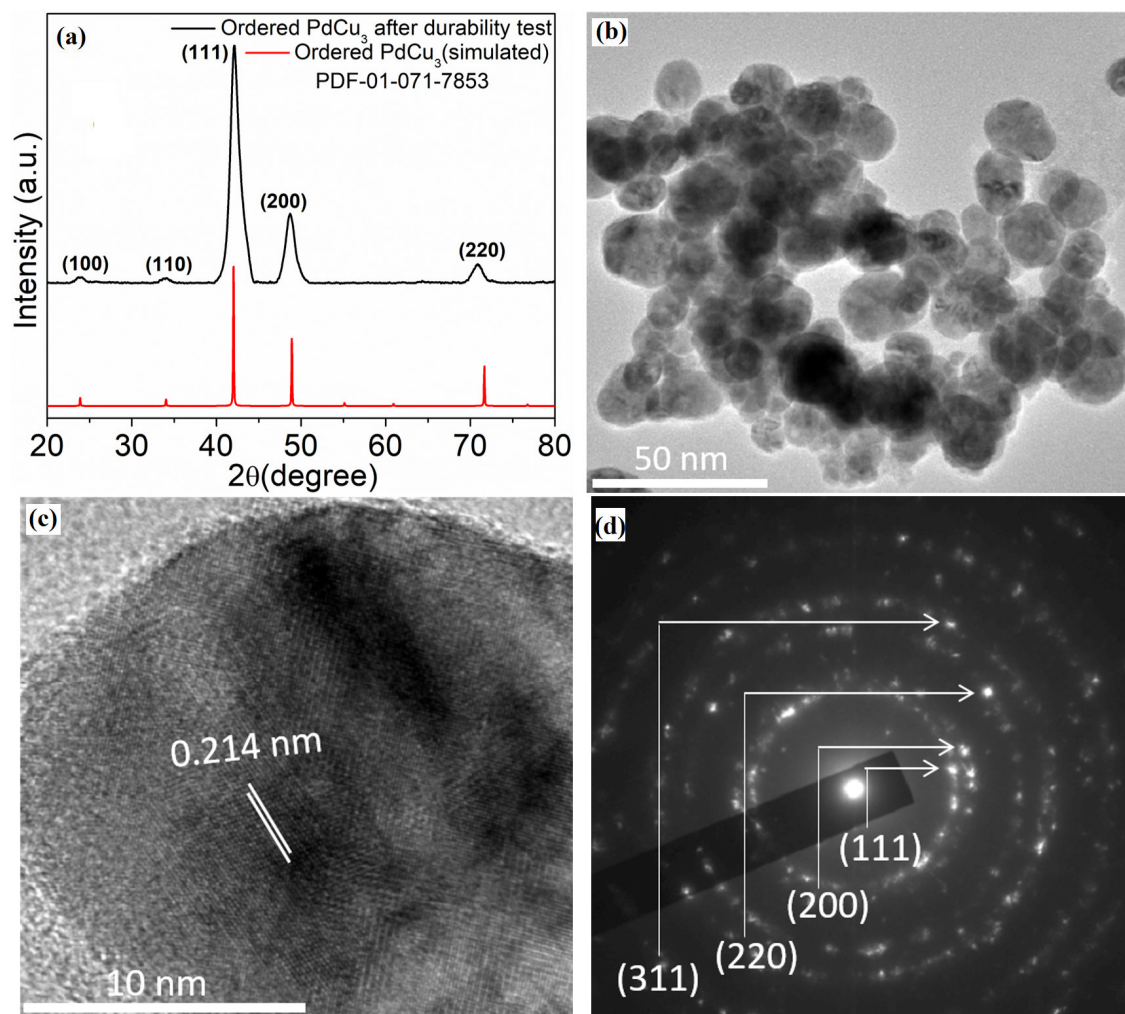 (a)
Ordered PdCu₃ after durability test
Ordered PdCu₃(simulated)
PDF-01-071-7853
(111)
(200)
(100)
(110)
(220)
Intensity (a.u.)
20 30 40 50 60 70 80
2θ(degree)
(b)
50 nm
(c)
0.214 nm
10 nm
(d)
(111)
(200)
(220)
(311)